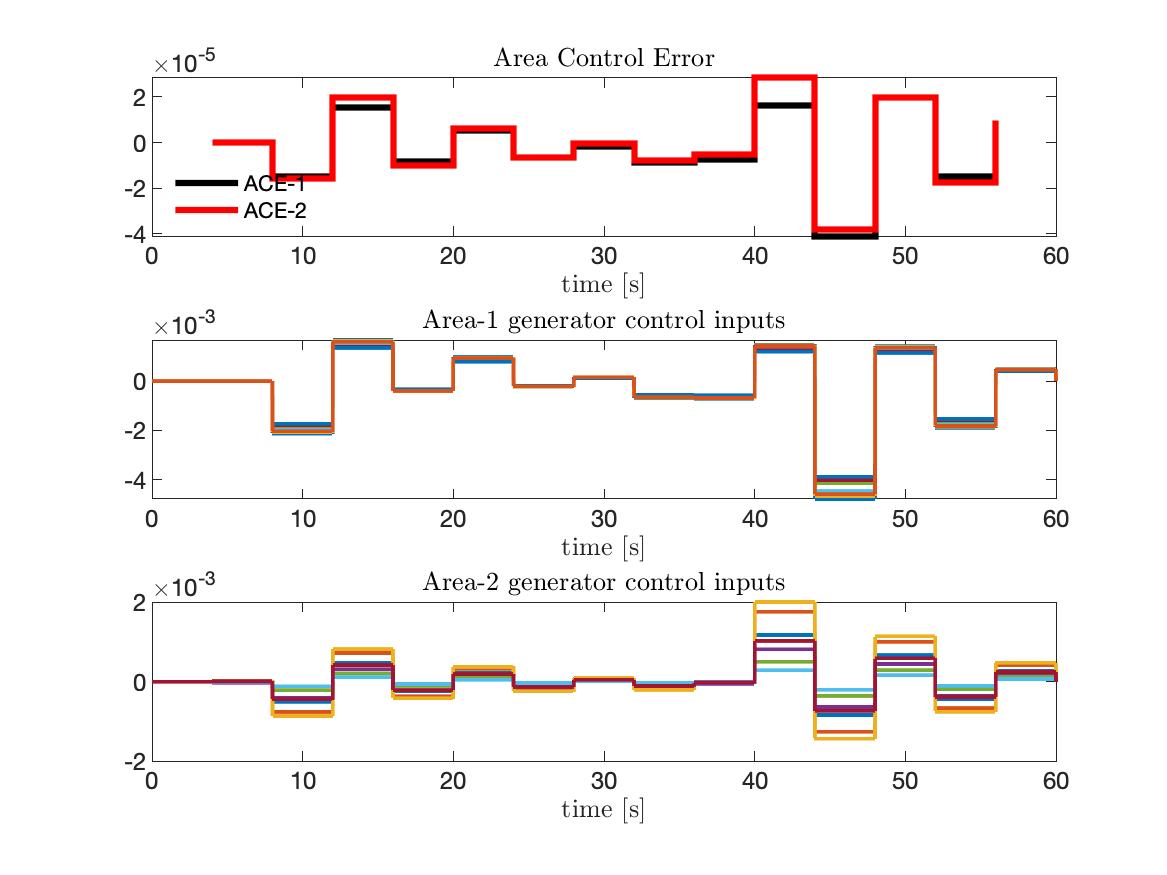 ×10-5
Area Control Error
2
0
-2
-4
ACE-1
ACE-2
0 10 20 30 40 50 60
time [s]
×10-3
Area-1 generator control inputs
0
-2
-4
0 10 20 30 40 50 60
time [s]
×10-3
Area-2 generator control inputs
2
0
-2
0 10 20 30 40 50 60
time [s]